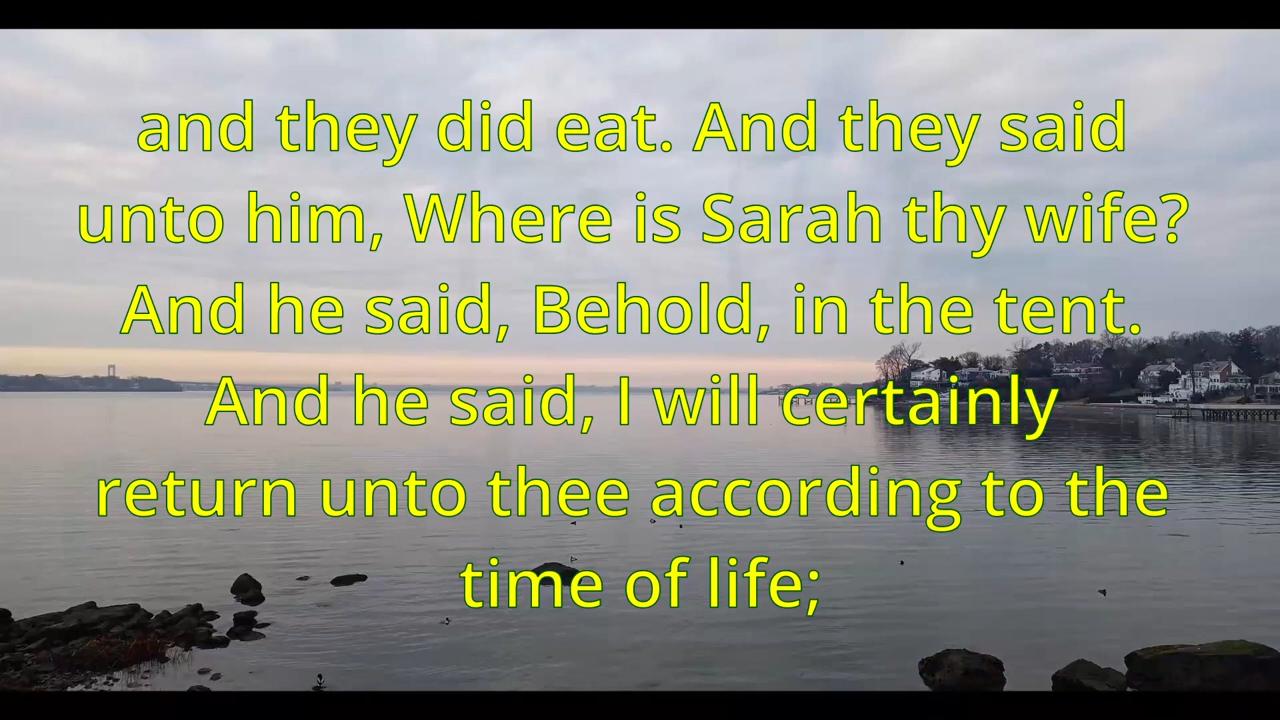 and they did eat. And they said
unto him, Where is Sarah thy wife?
And he said, Behold, in the tent.
And he said, I will certainly
return unto thee according to the
time of life;